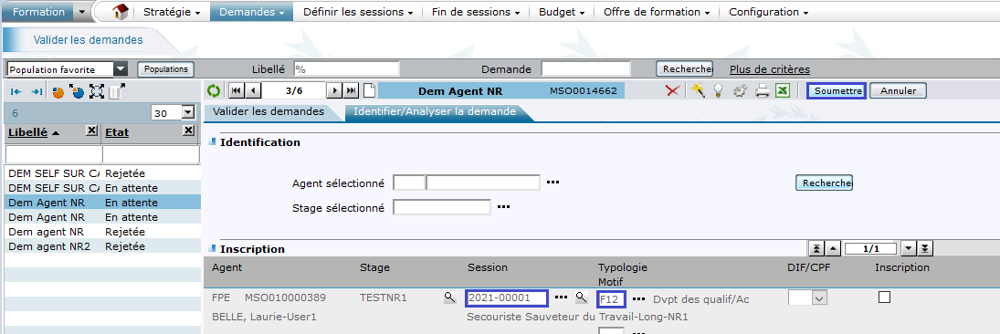 Formation Stratégie Demandes Définir les sessions Fin de sessions Budget Offre de formation Configuration
Valider les demandes
Population favorite Populations Libellé % Demande Recherche Plus de critères
3/6 Dem Agent NR MSO0014662 Soumettre Annuler
6 30
Valider les demandes Identifier/Analyser la demande
Libellé Etat
Identification
DEM SELF SUR CA Rejetée
DEM SELF SUR CA En attente
Dem Agent NR En attente
Dem Agent NR En attente
Dem agent NR Rejetée
Dem agent NR2 Rejetée
Agent sélectionné Recherche
Stage sélectionné
Inscription 1/1
Agent Stage Session Typologie DIF/CPF Inscription
Motif
FPE MSO010000389 TESTNR1 2021-00001 F12 Dvpt des qualif/Ac
BELLE, Laurie-User1 Secouriste Sauveteur du Travail-Long-NR1